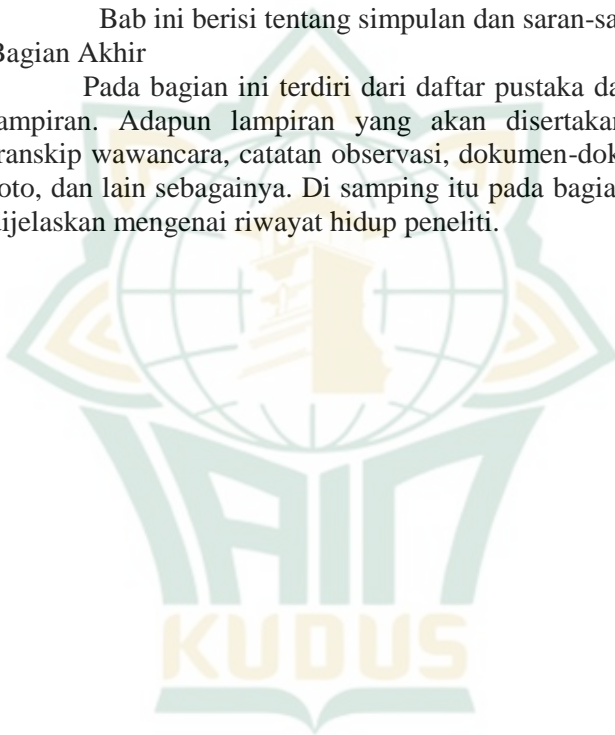 Bab ini berisi tentang simpulan dan saran-sa
Bagian Akhir
Pada bagian ini terdiri dari daftar pustaka da
ampiran. Adapun lampiran yang akan disertakan
ranskip wawancara, catatan observasi, dokumen-dok
oto, dan lain sebagainya. Di samping itu pada bagia
dijelaskan mengenai riwayat hidup peneliti.
IAIN
KUDUS